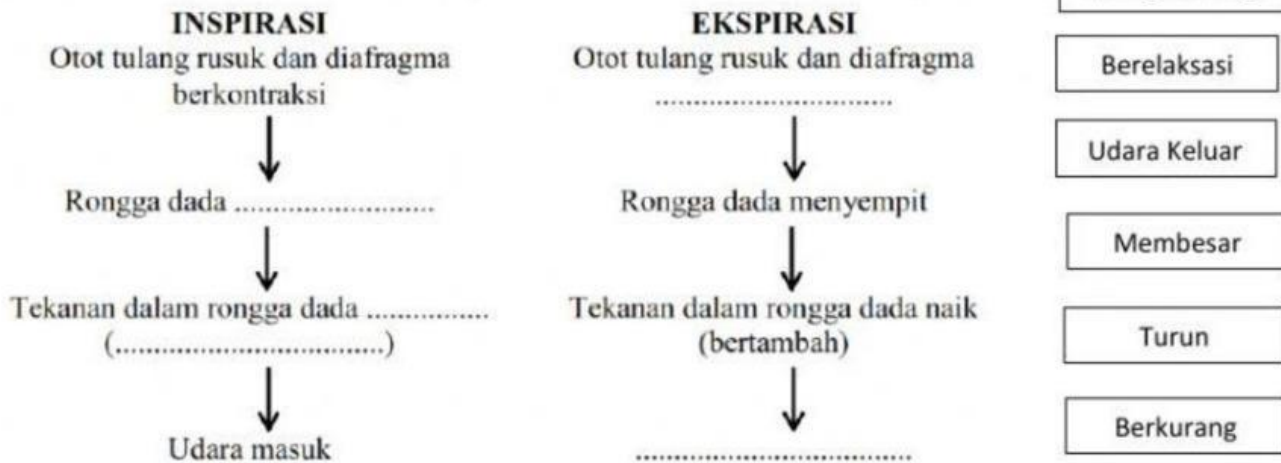 INSPIRASI
Otot tulang rusuk dan diafragma
berkontraksi
Rongga dada ..........................
Tekanan dalam rongga dada ................
(..................................)
Udara masuk
EKSPIRASI
Otot tulang rusuk dan diafragma
..............................
Rongga dada menyempit
Tekanan dalam rongga dada naik
(bertambah)
...................................
Berelaksasi
Udara Keluar
Membesar
Turun
Berkurang